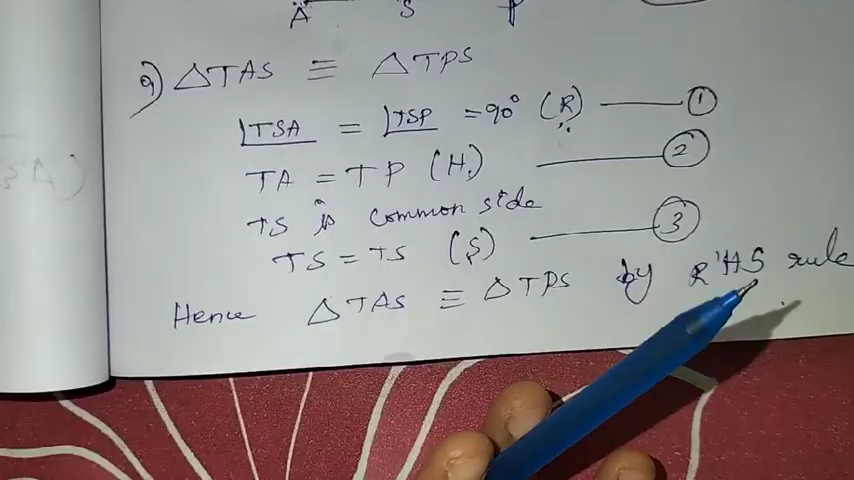 A S P
a) △TAS ≡ △TPS
∠TSA = ∠TSP = 90° (R) — ①
TA = TP (H) — ②
TS is common side
TS = TS (S) — ③
Hence △TAS ≡ △TPS by RHS rule